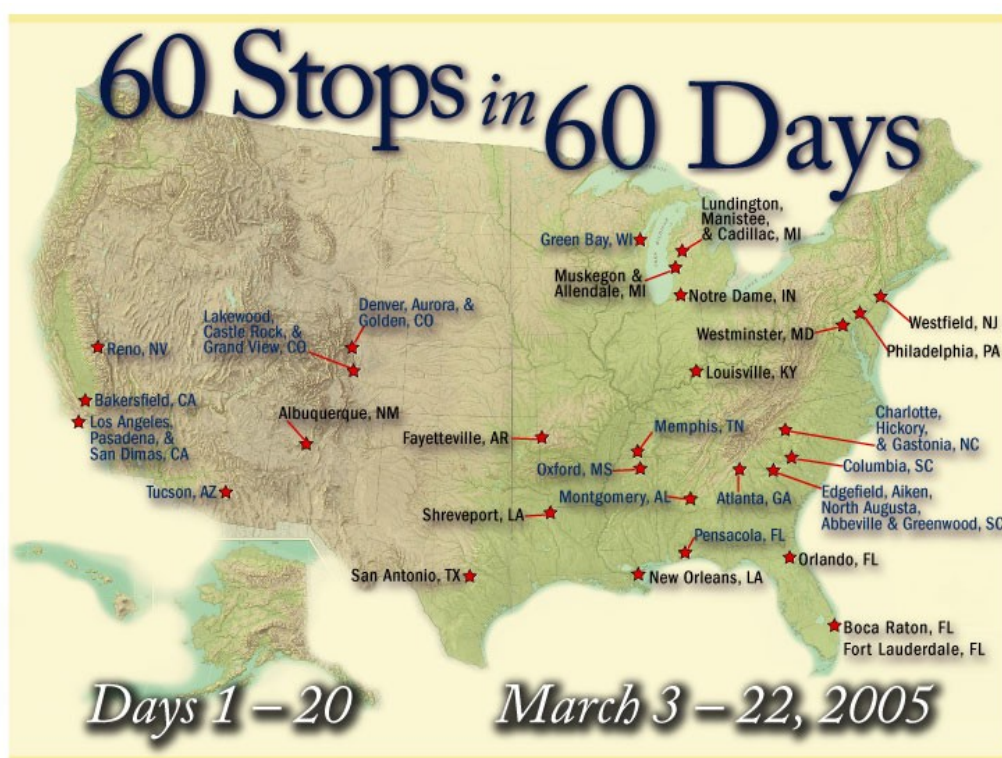 60 Stops in 60 Days
Lundington,
Manistee,
& Cadillac, MI
Green Bay, WI
Muskegon &
Allendale, MI
Notre Dame, IN
Westfield, NJ
Westminster, MD
Philadelphia, PA
Lakewood,
Castle Rock, &
Grand View, CO
Denver, Aurora, &
Golden, CO
Reno, NV
Louisville, KY
Bakersfield, CA
Los Angeles,
Pasadena, &
San Dimas, CA
Albuquerque, NM
Fayetteville, AR
Memphis, TN
Charlotte,
Hickory,
& Gastonia, NC
Oxford, MS
Columbia, SC
Tucson, AZ
Montgomery, AL
Atlanta, GA
Edgefield, Aiken,
North Augusta,
Abbeville & Greenwood, SC
Shreveport, LA
Pensacola, FL
Orlando, FL
San Antonio, TX
New Orleans, LA
Boca Raton, FL
Fort Lauderdale, FL
Days 1 – 20
March 3 – 22, 2005